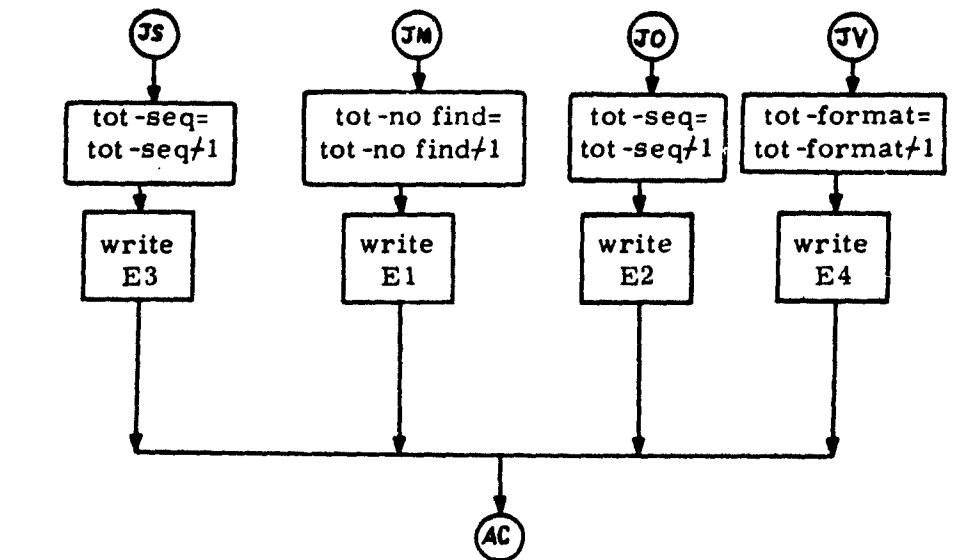 JS
JM
JO
JV
tot-seq=
tot-seq≠1
tot-no find=
tot-no find≠1
tot-seq=
tot-seq≠1
tot-format=
tot-format≠1
write
E3
write
E1
write
E2
write
E4
AC